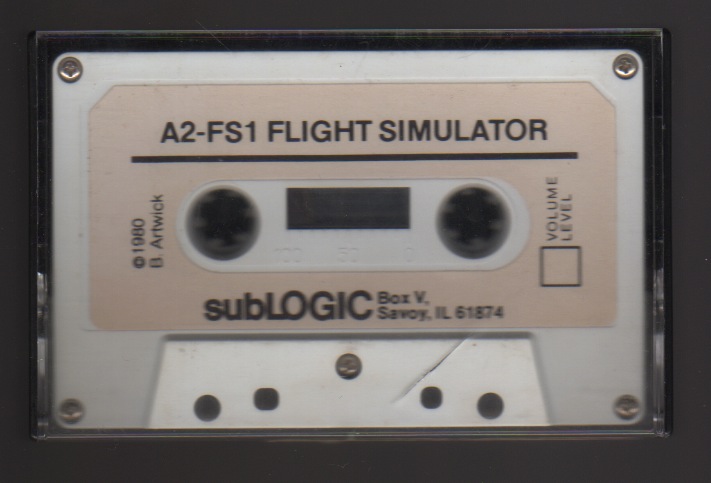 A2-FS1 FLIGHT SIMULATOR
©1980
B. Artwick
100 50 0
VOLUME
LEVEL
subLOGIC
Box V,
Savoy, IL 61874